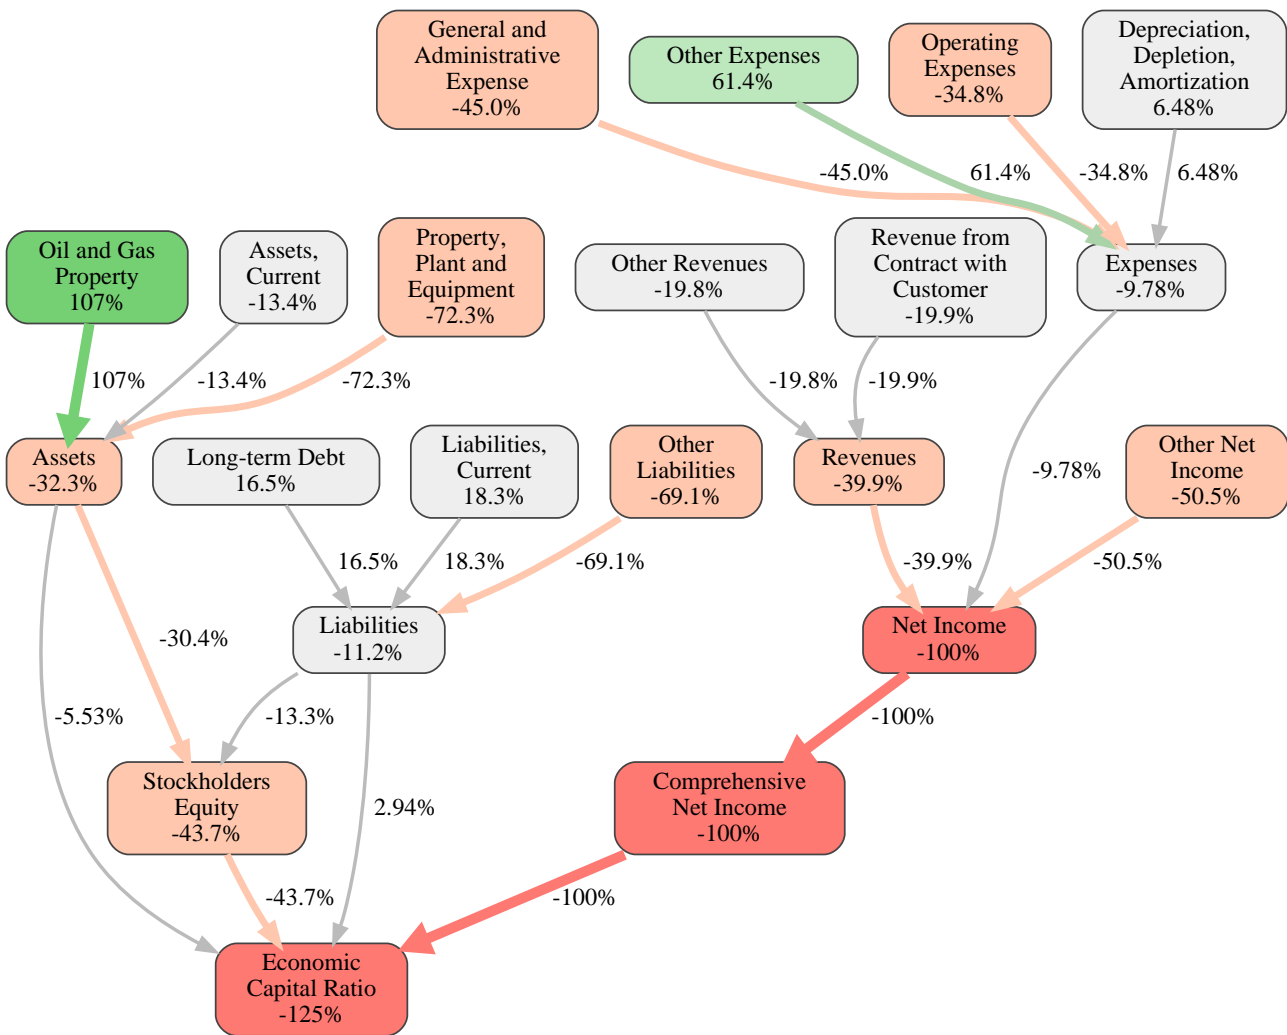 General and
Administrative
Expense
-45.0%
Other Expenses
61.4%
Operating
Expenses
-34.8%
Depreciation,
Depletion,
Amortization
6.48%
-45.0%
61.4%
-34.8%
6.48%
Oil and Gas
Property
107%
Assets,
Current
-13.4%
Property,
Plant and
Equipment
-72.3%
Other Revenues
-19.8%
Revenue from
Contract with
Customer
-19.9%
Expenses
-9.78%
107%
-13.4%
-72.3%
-19.8%
-19.9%
Assets
-32.3%
Long-term Debt
16.5%
Liabilities,
Current
18.3%
Other
Liabilities
-69.1%
Revenues
-39.9%
-9.78%
Other Net
Income
-50.5%
16.5%
18.3%
-69.1%
-39.9%
-50.5%
-30.4%
Liabilities
-11.2%
Net Income
-100%
-5.53%
-13.3%
-100%
Stockholders
Equity
-43.7%
2.94%
Comprehensive
Net Income
-100%
-43.7%
-100%
Economic
Capital Ratio
-125%